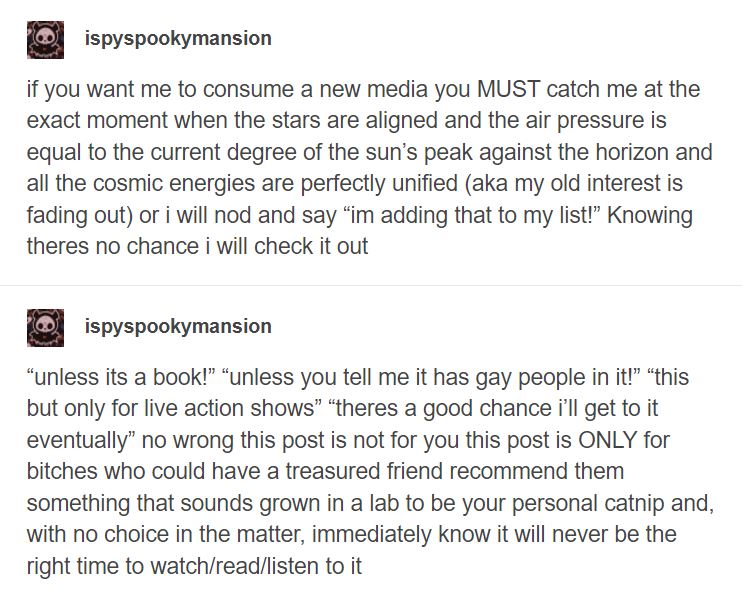 ispyspookymansion
if you want me to consume a new media you MUST catch me at the
exact moment when the stars are aligned and the air pressure is
equal to the current degree of the sun’s peak against the horizon and
all the cosmic energies are perfectly unified (aka my old interest is
fading out) or i will nod and say “im adding that to my list!” Knowing
theres no chance i will check it out
ispyspookymansion
“unless its a book!” “unless you tell me it has gay people in it!” “this
but only for live action shows” “theres a good chance i’ll get to it
eventually” no wrong this post is not for you this post is ONLY for
bitches who could have a treasured friend recommend them
something that sounds grown in a lab to be your personal catnip and,
with no choice in the matter, immediately know it will never be the
right time to watch/read/listen to it